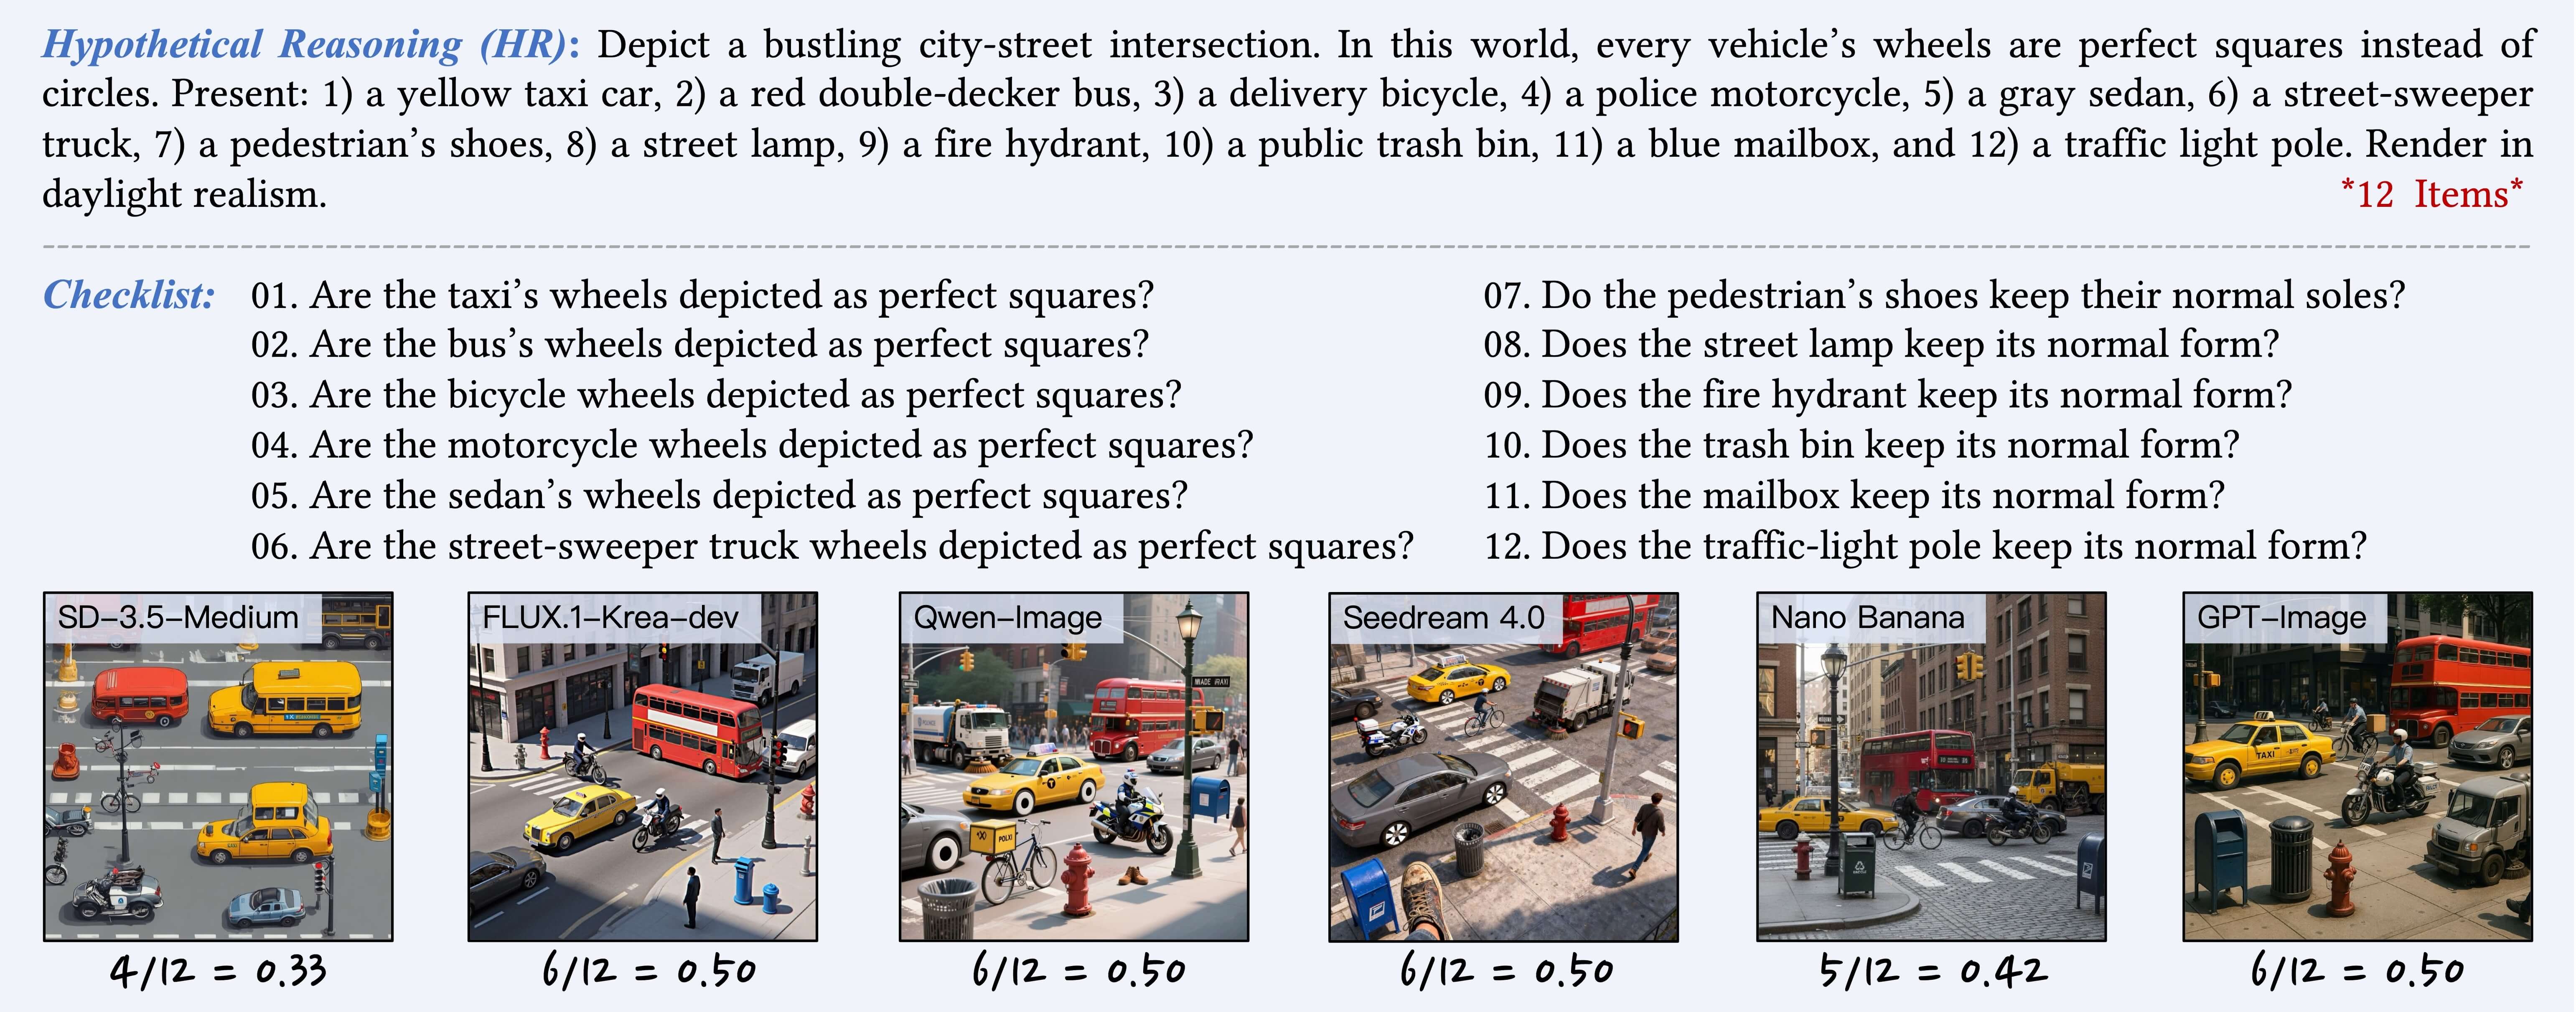 Hypothetical Reasoning (HR): Depict a bustling city-street intersection. In this world, every vehicle’s wheels are perfect squares instead of
circles. Present: 1) a yellow taxi car, 2) a red double-decker bus, 3) a delivery bicycle, 4) a police motorcycle, 5) a gray sedan, 6) a street-sweeper
truck, 7) a pedestrian’s shoes, 8) a street lamp, 9) a fire hydrant, 10) a public trash bin, 11) a blue mailbox, and 12) a traffic light pole. Render in
daylight realism. *12 Items*
Checklist: 01. Are the taxi’s wheels depicted as perfect squares?
02. Are the bus’s wheels depicted as perfect squares?
03. Are the bicycle wheels depicted as perfect squares?
04. Are the motorcycle wheels depicted as perfect squares?
05. Are the sedan’s wheels depicted as perfect squares?
06. Are the street-sweeper truck wheels depicted as perfect squares?
07. Do the pedestrian’s shoes keep their normal soles?
08. Does the street lamp keep its normal form?
09. Does the fire hydrant keep its normal form?
10. Does the trash bin keep its normal form?
11. Does the mailbox keep its normal form?
12. Does the traffic-light pole keep its normal form?
SD-3.5-Medium
FLUX.1-Krea-dev
Qwen-Image
Seedream 4.0
Nano Banana
GPT-Image
TAXI
4/12 = 0.33
6/12 = 0.50
6/12 = 0.50
6/12 = 0.50
5/12 = 0.42
6/12 = 0.50